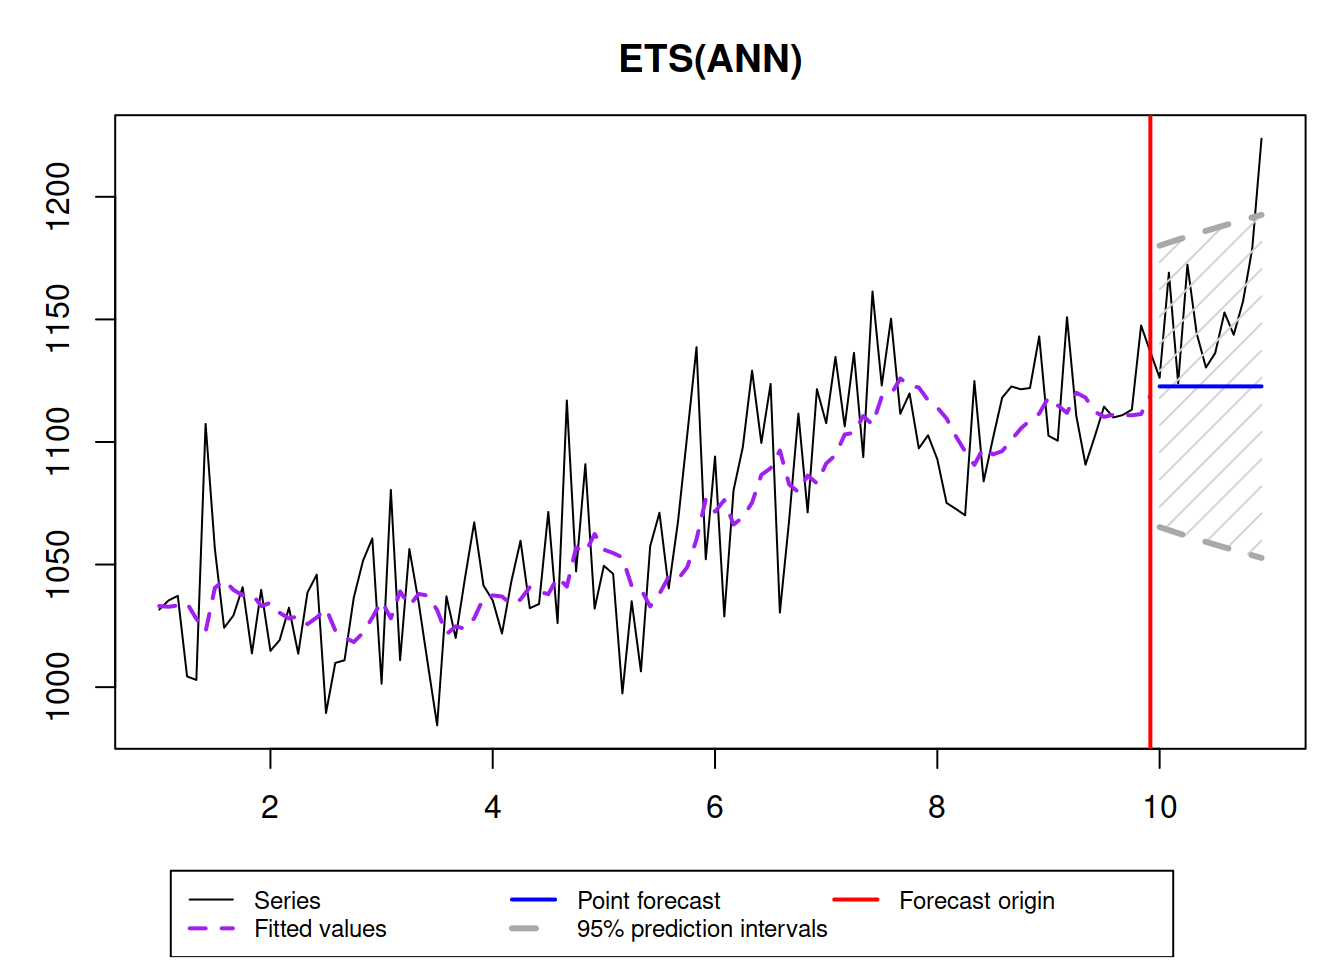 ETS(ANN)
1200
1150
1100
1050
1000
2 4 6 8 10
Series Point forecast Forecast origin
Fitted values 95% prediction intervals